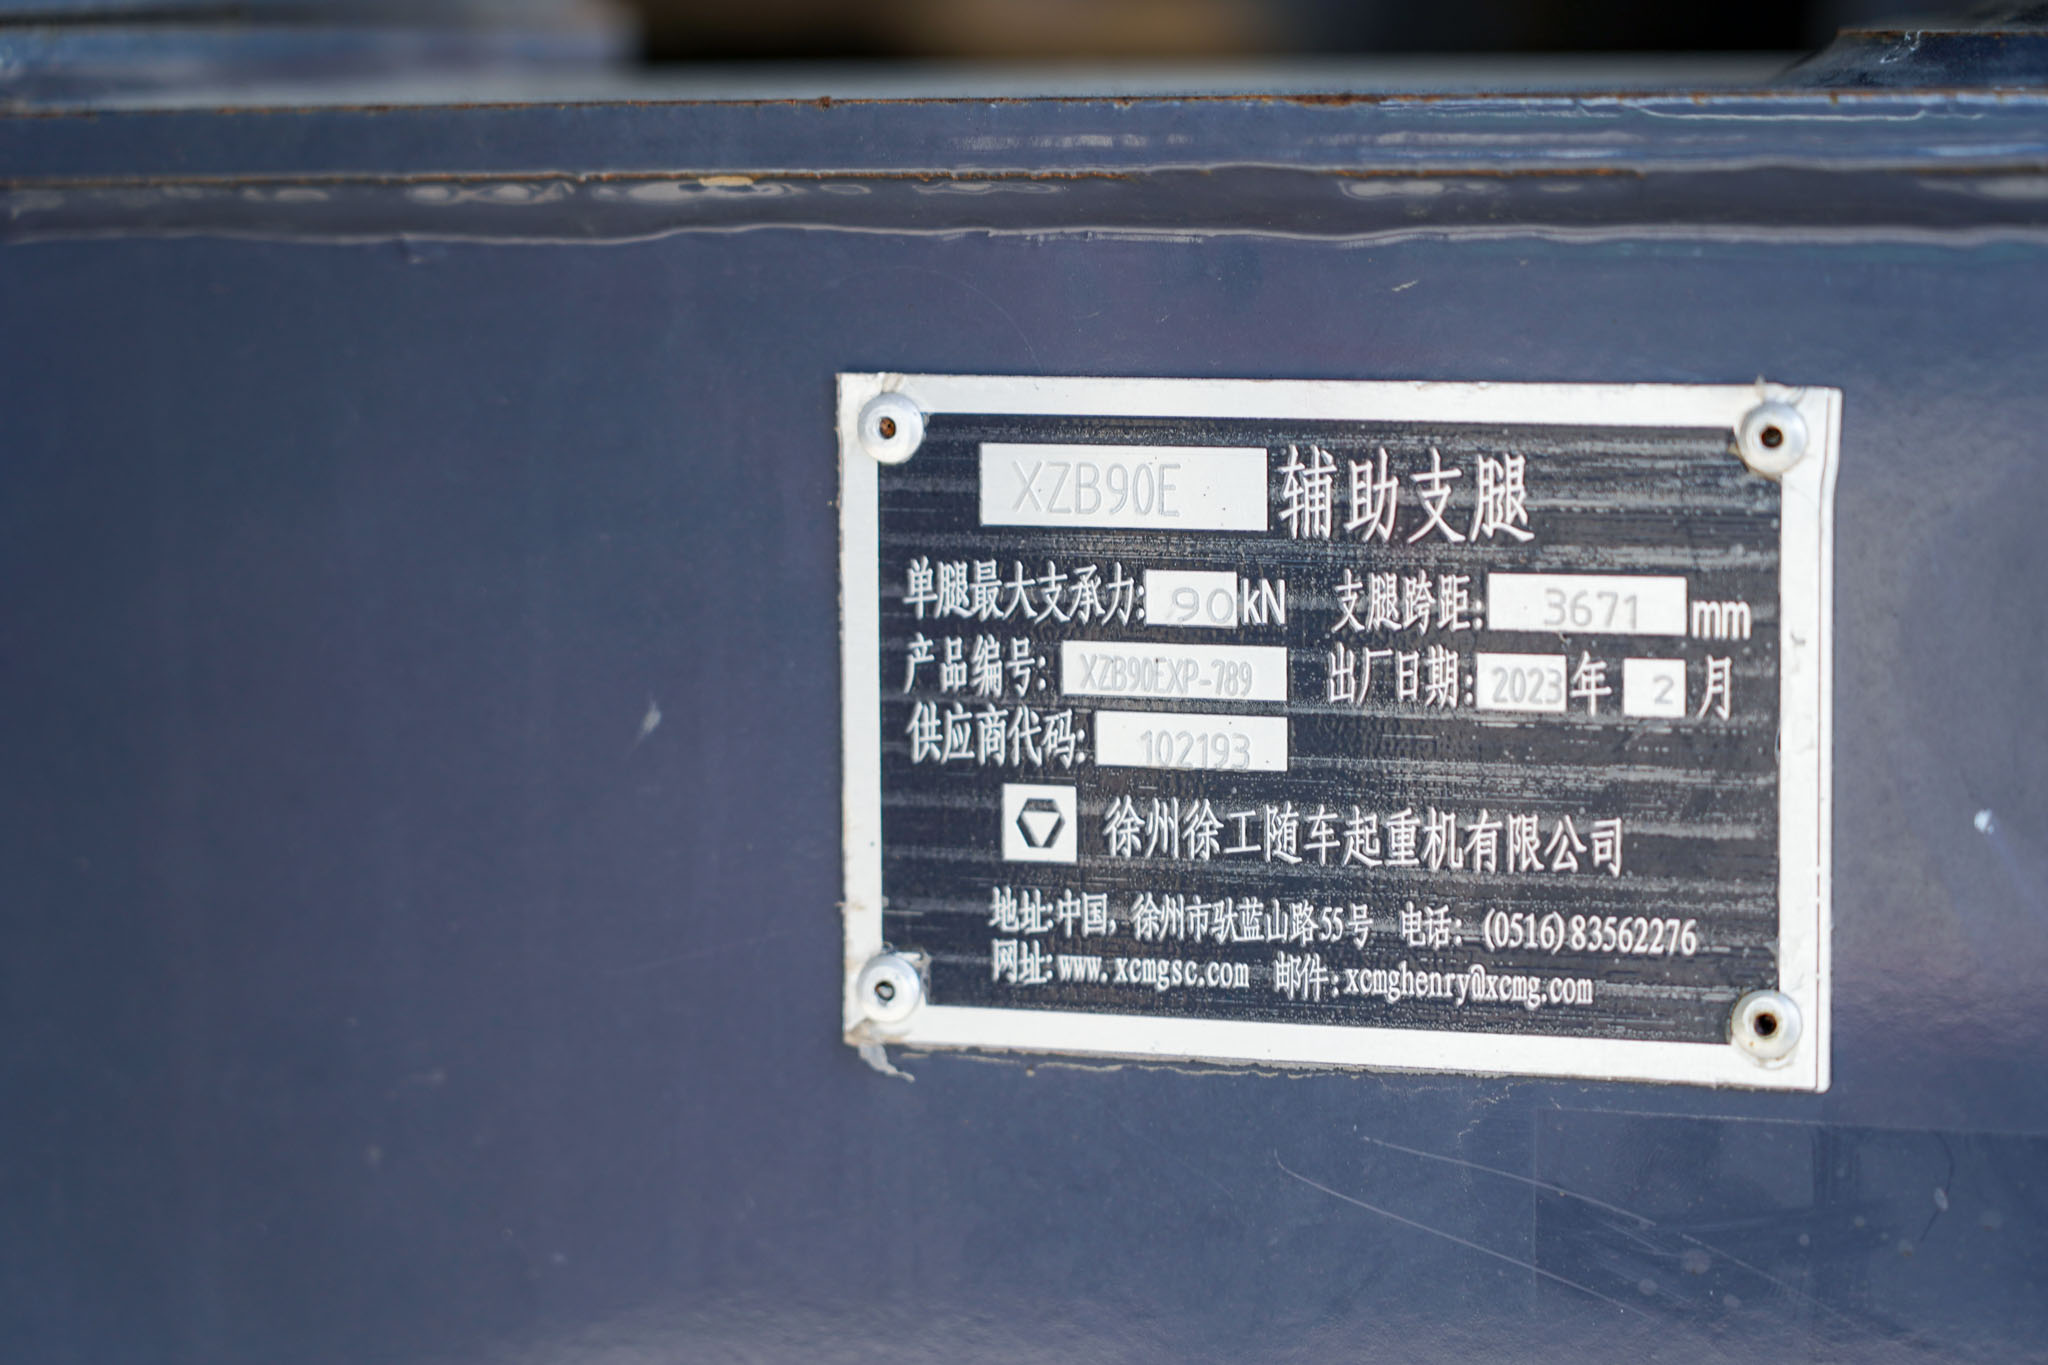 XZB90E 辅助支腿
单腿最大支承力: 90 kN 支腿跨距: 3671 mm
产品编号: XZB90EXP-789 出厂日期: 2023 年 2 月
供应商代码: 102193
徐州徐工随车起重机有限公司
地址:中国, 徐州市驮蓝山路55号 电话: (0516)83562276
网址:www.xcmgsc.com 邮件:xcmghenry@xcmg.com